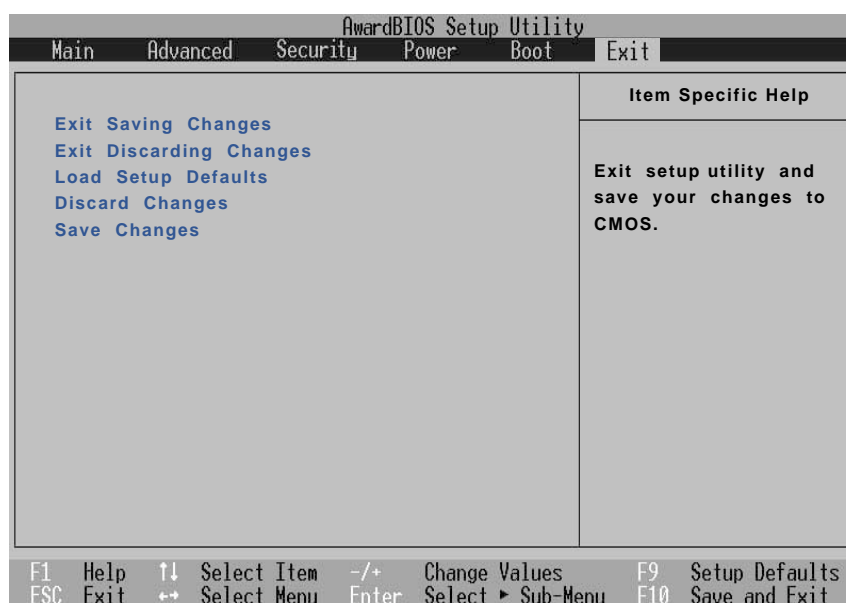 AwardBIOS Setup Utility
Main Advanced Security Power Boot Exit
Item Specific Help
Exit Saving Changes
Exit Discarding Changes
Load Setup Defaults
Discard Changes
Save Changes
Exit setup utility and
save your changes to
CMOS.
F1 Help ↑↓ Select Item -/+ Change Values F9 Setup Defaults
ESC Exit ←→ Select Menu Enter Select ► Sub-Menu F10 Save and Exit